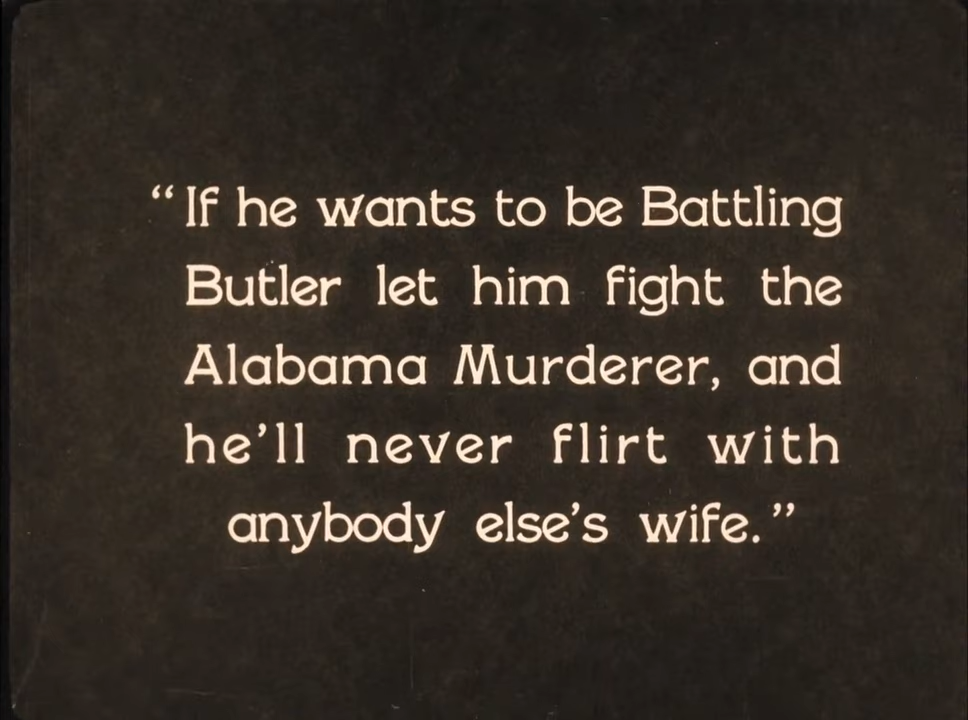 “If he wants to be Battling
Butler let him fight the
Alabama Murderer, and
he’ll never flirt with
anybody else’s wife.”